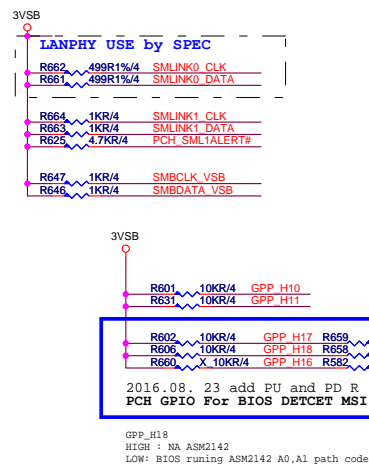 3VSB
LANPHY USE by SPEC
R662 499R1%/4 SMLINK0_CLK
R661 499R1%/4 SMLINK0_DATA
R664 1KR/4 SMLINK1_CLK
R663 1KR/4 SMLINK1_DATA
R625 4.7KR/4 PCH_SML1ALERT#
R647 1KR/4 SMBCLK_VSB
R646 1KR/4 SMBDATA_VSB
3VSB
R601 10KR/4 GPP_H10
R631 10KR/4 GPP_H11
R602 10KR/4 GPP_H17 R659
R606 10KR/4 GPP_H18 R658
R660 X_10KR/4 GPP_H16 R582
2016.08. 23 add PU and PD R
PCH GPIO For BIOS DETCET MSI
GPP_H18
HIGH : NA ASM2142
LOW: BIOS runing ASM2142 A0,A1 path code